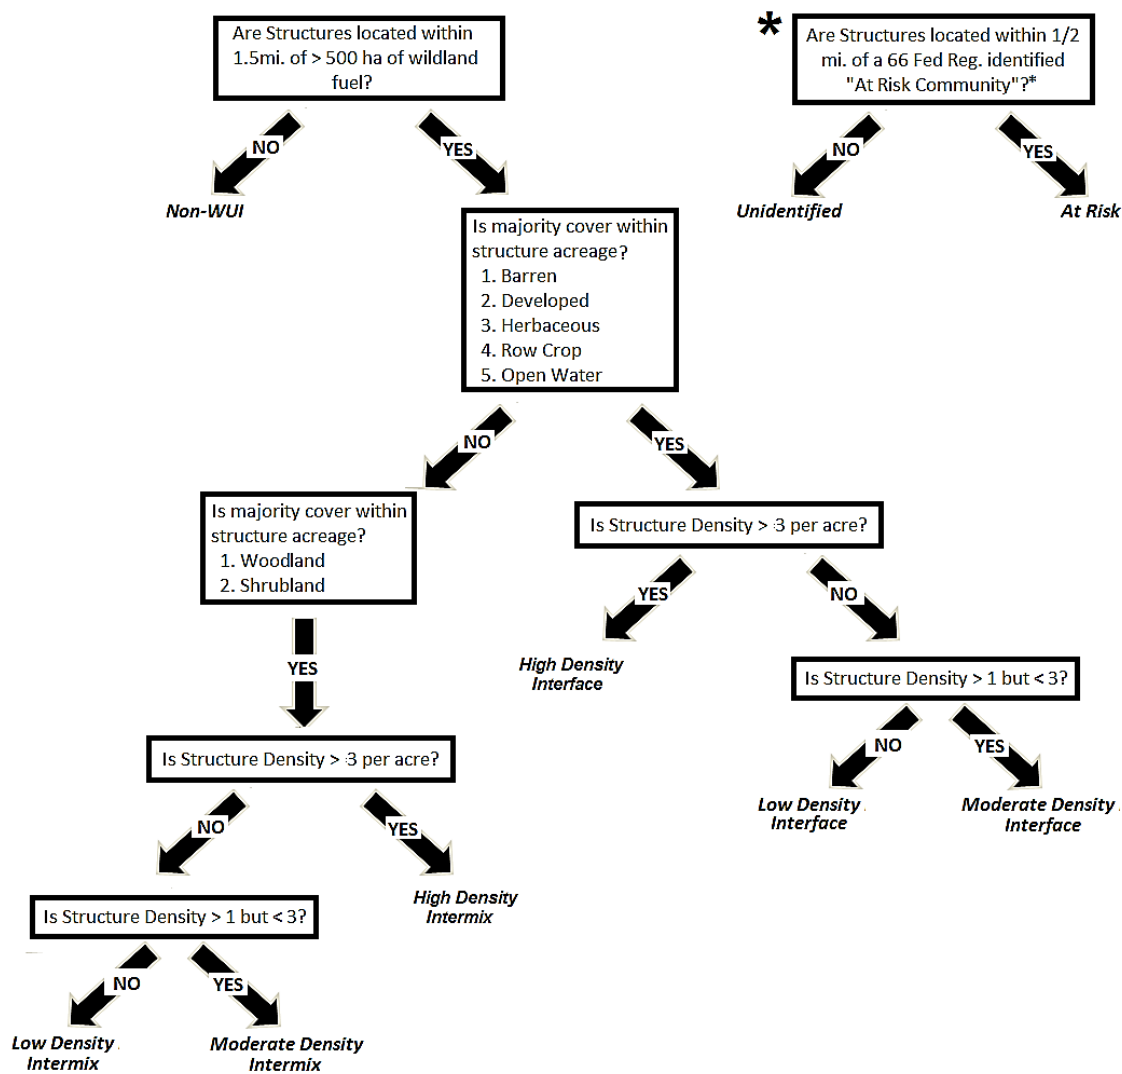 Are Structures located within
1.5mi. of > 500 ha of wildland
fuel?
*
Are Structures located within 1/2
mi. of a 66 Fed Reg. identified
"At Risk Community"?*
NO
YES
NO
YES
Non-WUI
Unidentified
At Risk
Is majority cover within
structure acreage?
1. Barren
2. Developed
3. Herbaceous
4. Row Crop
5. Open Water
NO
YES
Is majority cover within
structure acreage?
1. Woodland
2. Shrubland
Is Structure Density > 3 per acre?
YES
NO
YES
High Density
Interface
Is Structure Density > 1 but < 3?
NO
YES
Low Density
Interface
Moderate Density
Interface
Is Structure Density > 3 per acre?
NO
YES
High Density
Intermix
Is Structure Density > 1 but < 3?
NO
YES
Low Density
Intermix
Moderate Density
Intermix